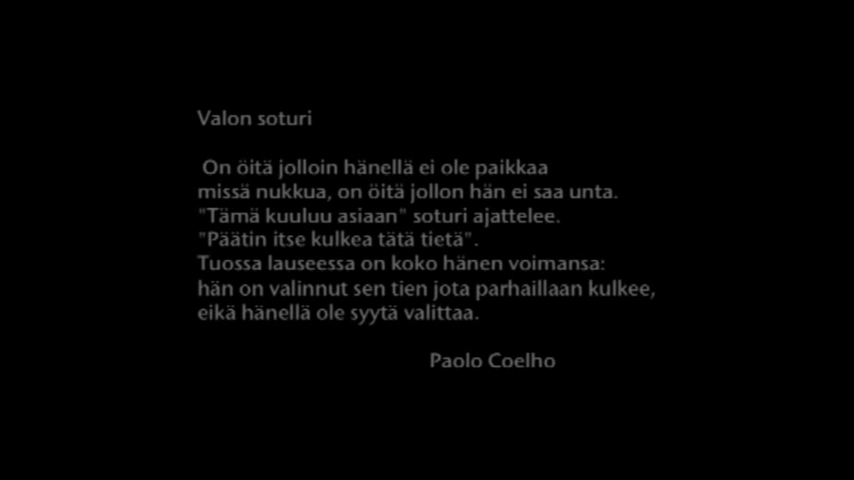 Valon soturi
On öitä jolloin hänellä ei ole paikkaa
missä nukkua, on öitä jollon hän ei saa unta.
"Tämä kuuluu asiaan" soturi ajattelee.
"Päätin itse kulkea tätä tietä".
Tuossa lauseessa on koko hänen voimansa:
hän on valinnut sen tien jota parhaillaan kulkee,
eikä hänellä ole syytä valittaa.
Paolo Coelho